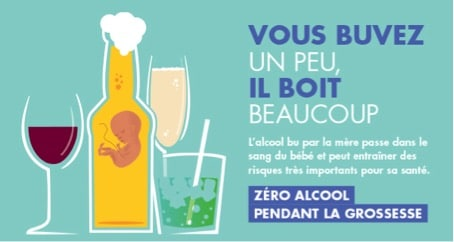 VOUS BUVEZ
UN PEU,
IL BOIT
BEAUCOUP
L'alcool bu par la mère passe dans le
sang du bébé et peut entraîner des
risques très importants pour sa santé.
ZÉRO ALCOOL
PENDANT LA GROSSESSE